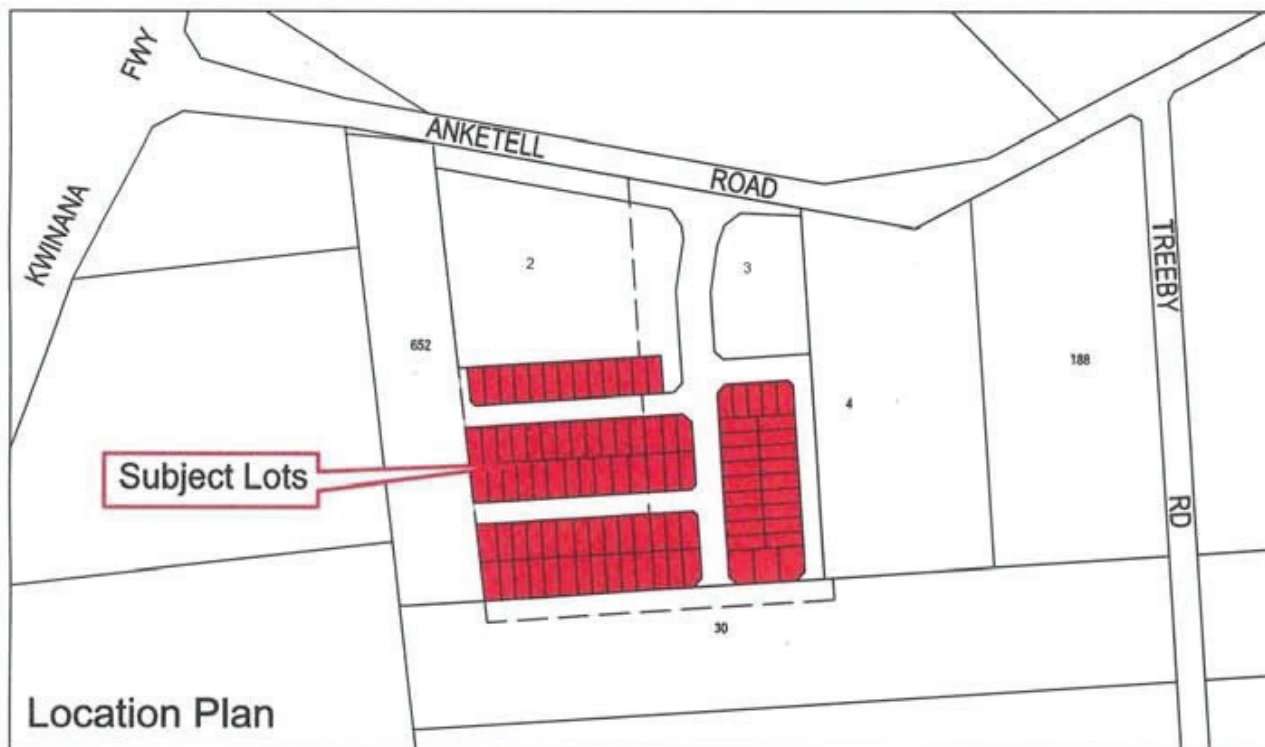 KWINANA FWY
ANKETELL ROAD
TREEBY RD
2
3
652
4
188
Subject Lots
30
Location Plan